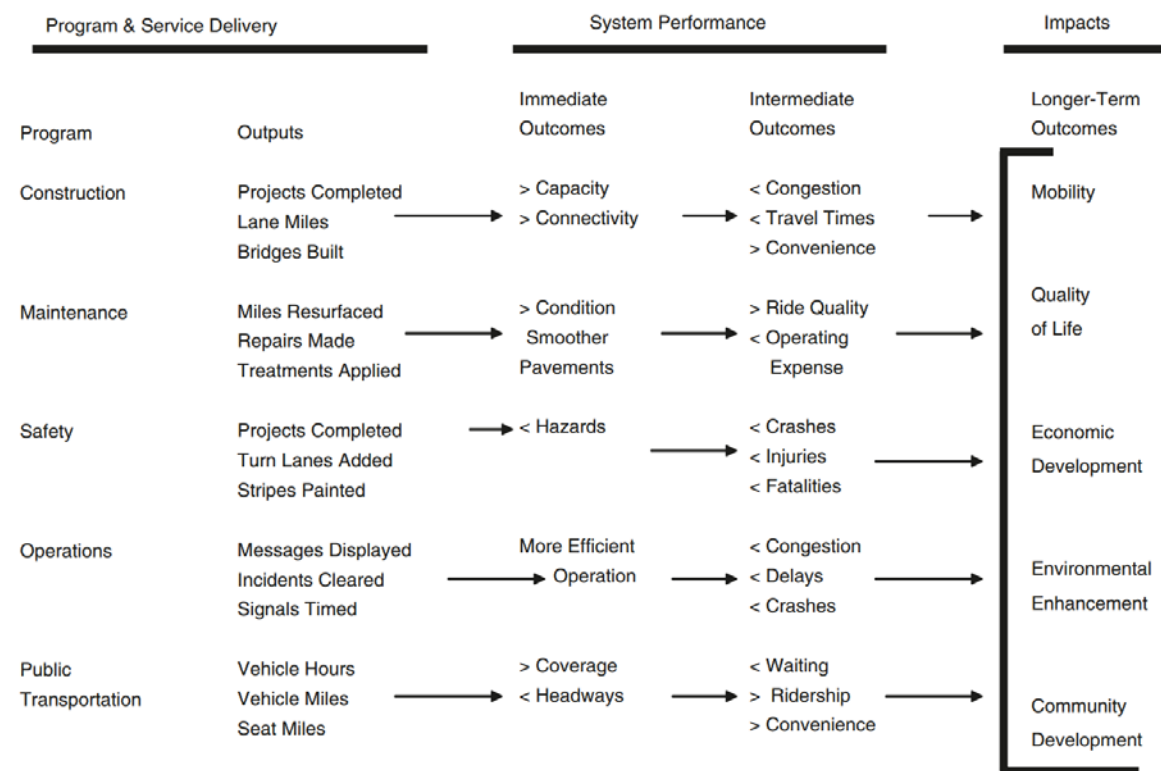 Program & Service Delivery
System Performance
Impacts
Program
Outputs
Immediate
Outcomes
Intermediate
Outcomes
Longer-Term
Outcomes
Construction
Projects Completed
Lane Miles
Bridges Built
> Capacity
> Connectivity
< Congestion
< Travel Times
> Convenience
Mobility
Maintenance
Miles Resurfaced
Repairs Made
Treatments Applied
> Condition
Smoother
Pavements
> Ride Quality
< Operating
Expense
Quality
of Life
Safety
Projects Completed
Turn Lanes Added
Stripes Painted
< Hazards
< Crashes
< Injuries
< Fatalities
Economic
Development
Operations
Messages Displayed
Incidents Cleared
Signals Timed
More Efficient
Operation
< Congestion
< Delays
< Crashes
Environmental
Enhancement
Public
Transportation
Vehicle Hours
Vehicle Miles
Seat Miles
> Coverage
< Headways
< Waiting
> Ridership
> Convenience
Community
Development